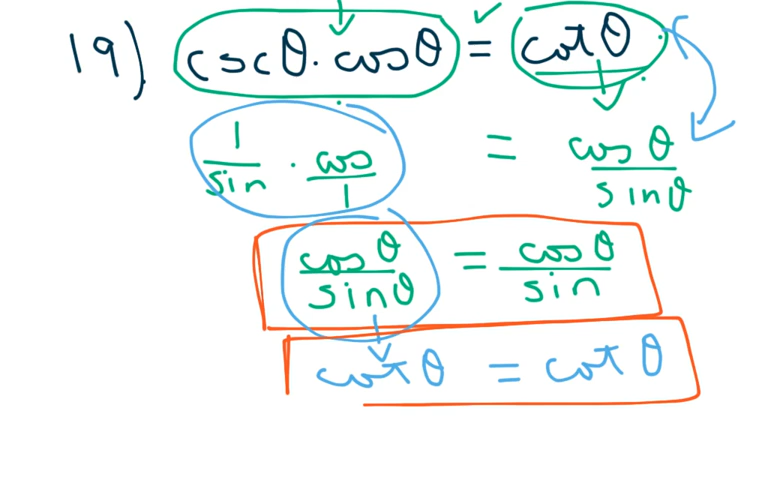 19) cscθ · cosθ = cotθ
1/sin · cos/1 = cosθ/sinθ
cosθ/sinθ = cosθ/sin
cotθ = cotθ